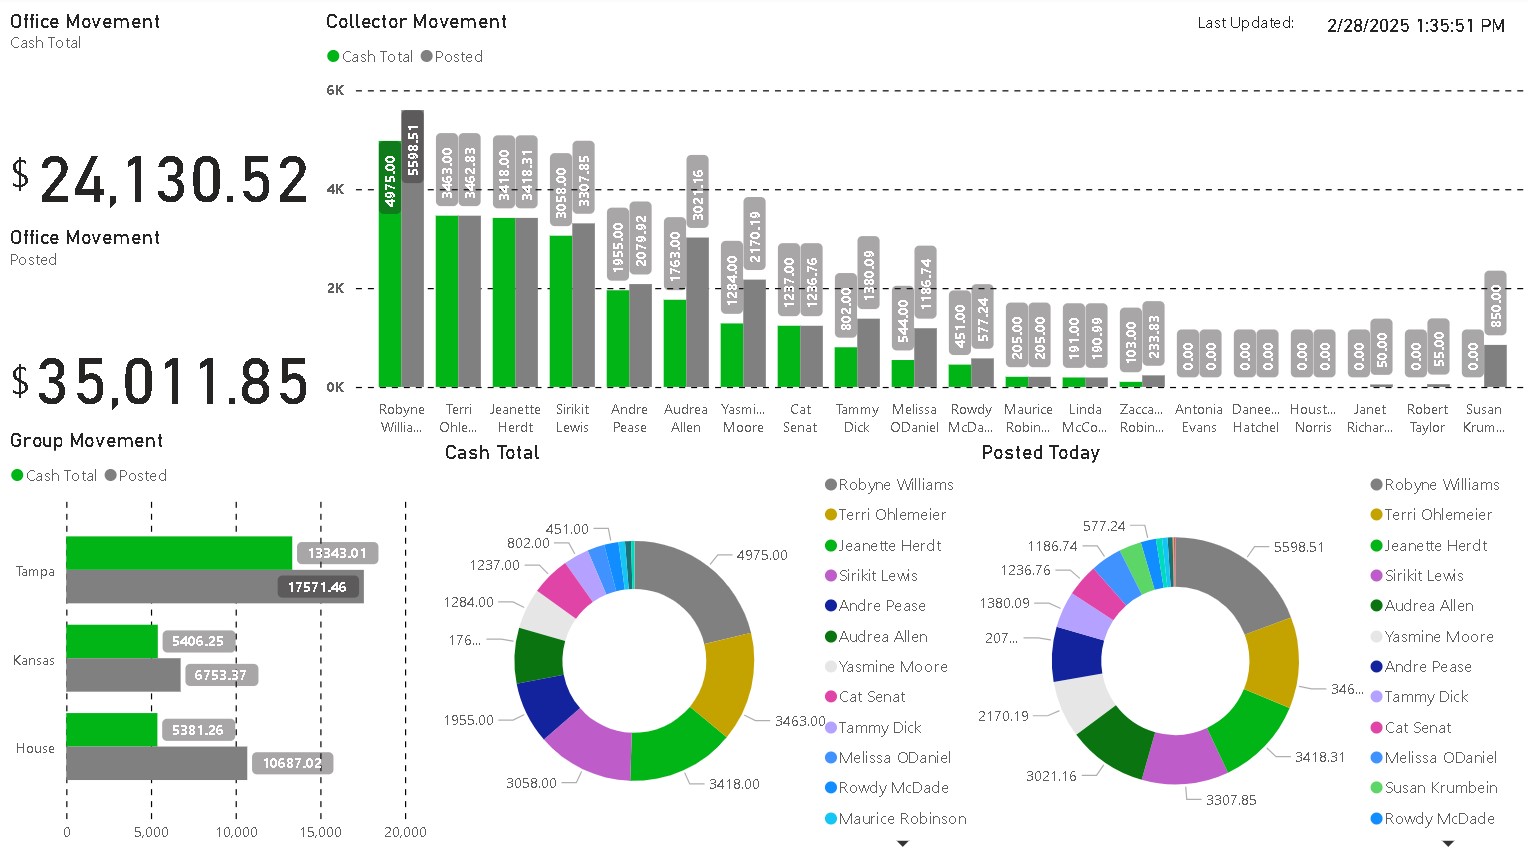 Office Movement
Cash Total
$ 24,130.52
Office Movement
Posted
$ 35,011.85
Collector Movement
Cash Total Posted
Last Updated: 2/28/2025 1:35:51 PM
6K
4K
2K
0K
4975.00 5598.51
3463.00 3462.83
3418.00 3418.31
3058.00 3307.85
1955.00 2079.92
1763.00 3021.16
1284.00 2170.19
1237.00 1236.76
802.00 1380.09
544.00 1186.74
451.00 577.24
205.00 205.00
191.00 190.99
103.00 233.83
0.00 0.00
0.00 0.00
0.00 0.00
0.00 50.00
0.00 55.00
0.00 850.00
Robyne Willia...
Terri Ohle...
Jeanette Herdt
Sirikit Lewis
Andre Pease
Audrea Allen
Yasmi... Moore
Cat Senat
Tammy Dick
Melissa ODaniel
Rowdy McDa...
Maurice Robin...
Linda McCo...
Zacca... Robin...
Antonia Evans
Danee... Hatchel
Houst... Norris
Janet Richar...
Robert Taylor
Susan Krum...
Group Movement
Cash Total Posted
Tampa
13343.01
17571.46
Kansas
5406.25
6753.37
House
5381.26
10687.02
0 5,000 10,000 15,000 20,000
Cash Total
451.00
802.00
1237.00
1284.00
176...
1955.00
3058.00
3418.00
3463.00
4975.00
Robyne Williams
Terri Ohlemeier
Jeanette Herdt
Sirikit Lewis
Andre Pease
Audrea Allen
Yasmine Moore
Cat Senat
Tammy Dick
Melissa ODaniel
Rowdy McDade
Maurice Robinson
Posted Today
577.24
1186.74
1236.76
1380.09
207...
2170.19
3021.16
3307.85
3418.31
346...
5598.51
Robyne Williams
Terri Ohlemeier
Jeanette Herdt
Sirikit Lewis
Audrea Allen
Yasmine Moore
Andre Pease
Tammy Dick
Cat Senat
Melissa ODaniel
Susan Krumbein
Rowdy McDade